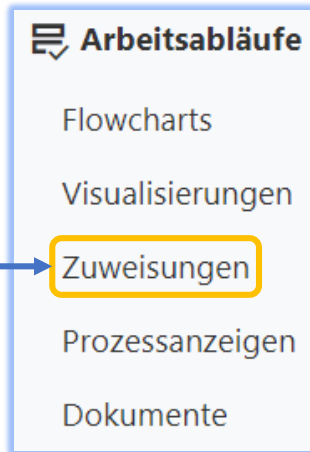 Arbeitsabläufe
Flowcharts
Visualisierungen
Zuweisungen
Prozessanzeigen
Dokumente